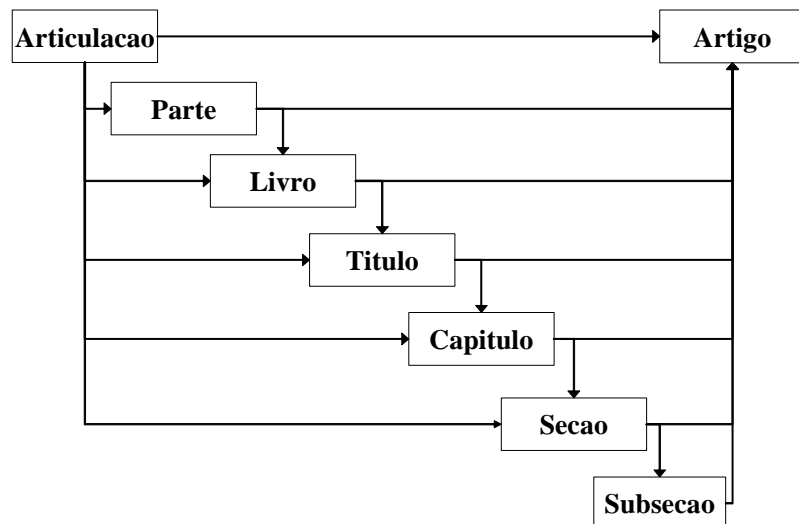 Articulacao
Artigo
Parte
Livro
Titulo
Capitulo
Secao
Subsecao